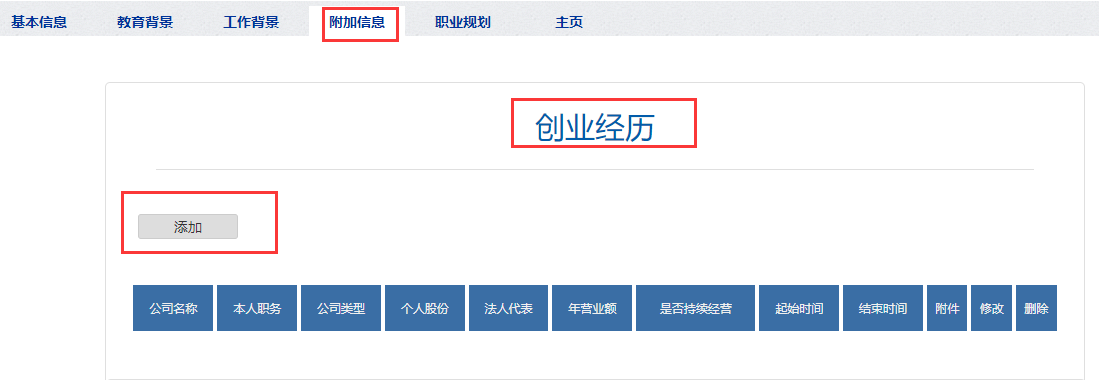 基本信息 教育背景 工作背景 附加信息 职业规划 主页
创业经历
添加
公司名称 本人职务 公司类型 个人股份 法人代表 年营业额 是否持续经营 起始时间 结束时间 附件 修改 删除